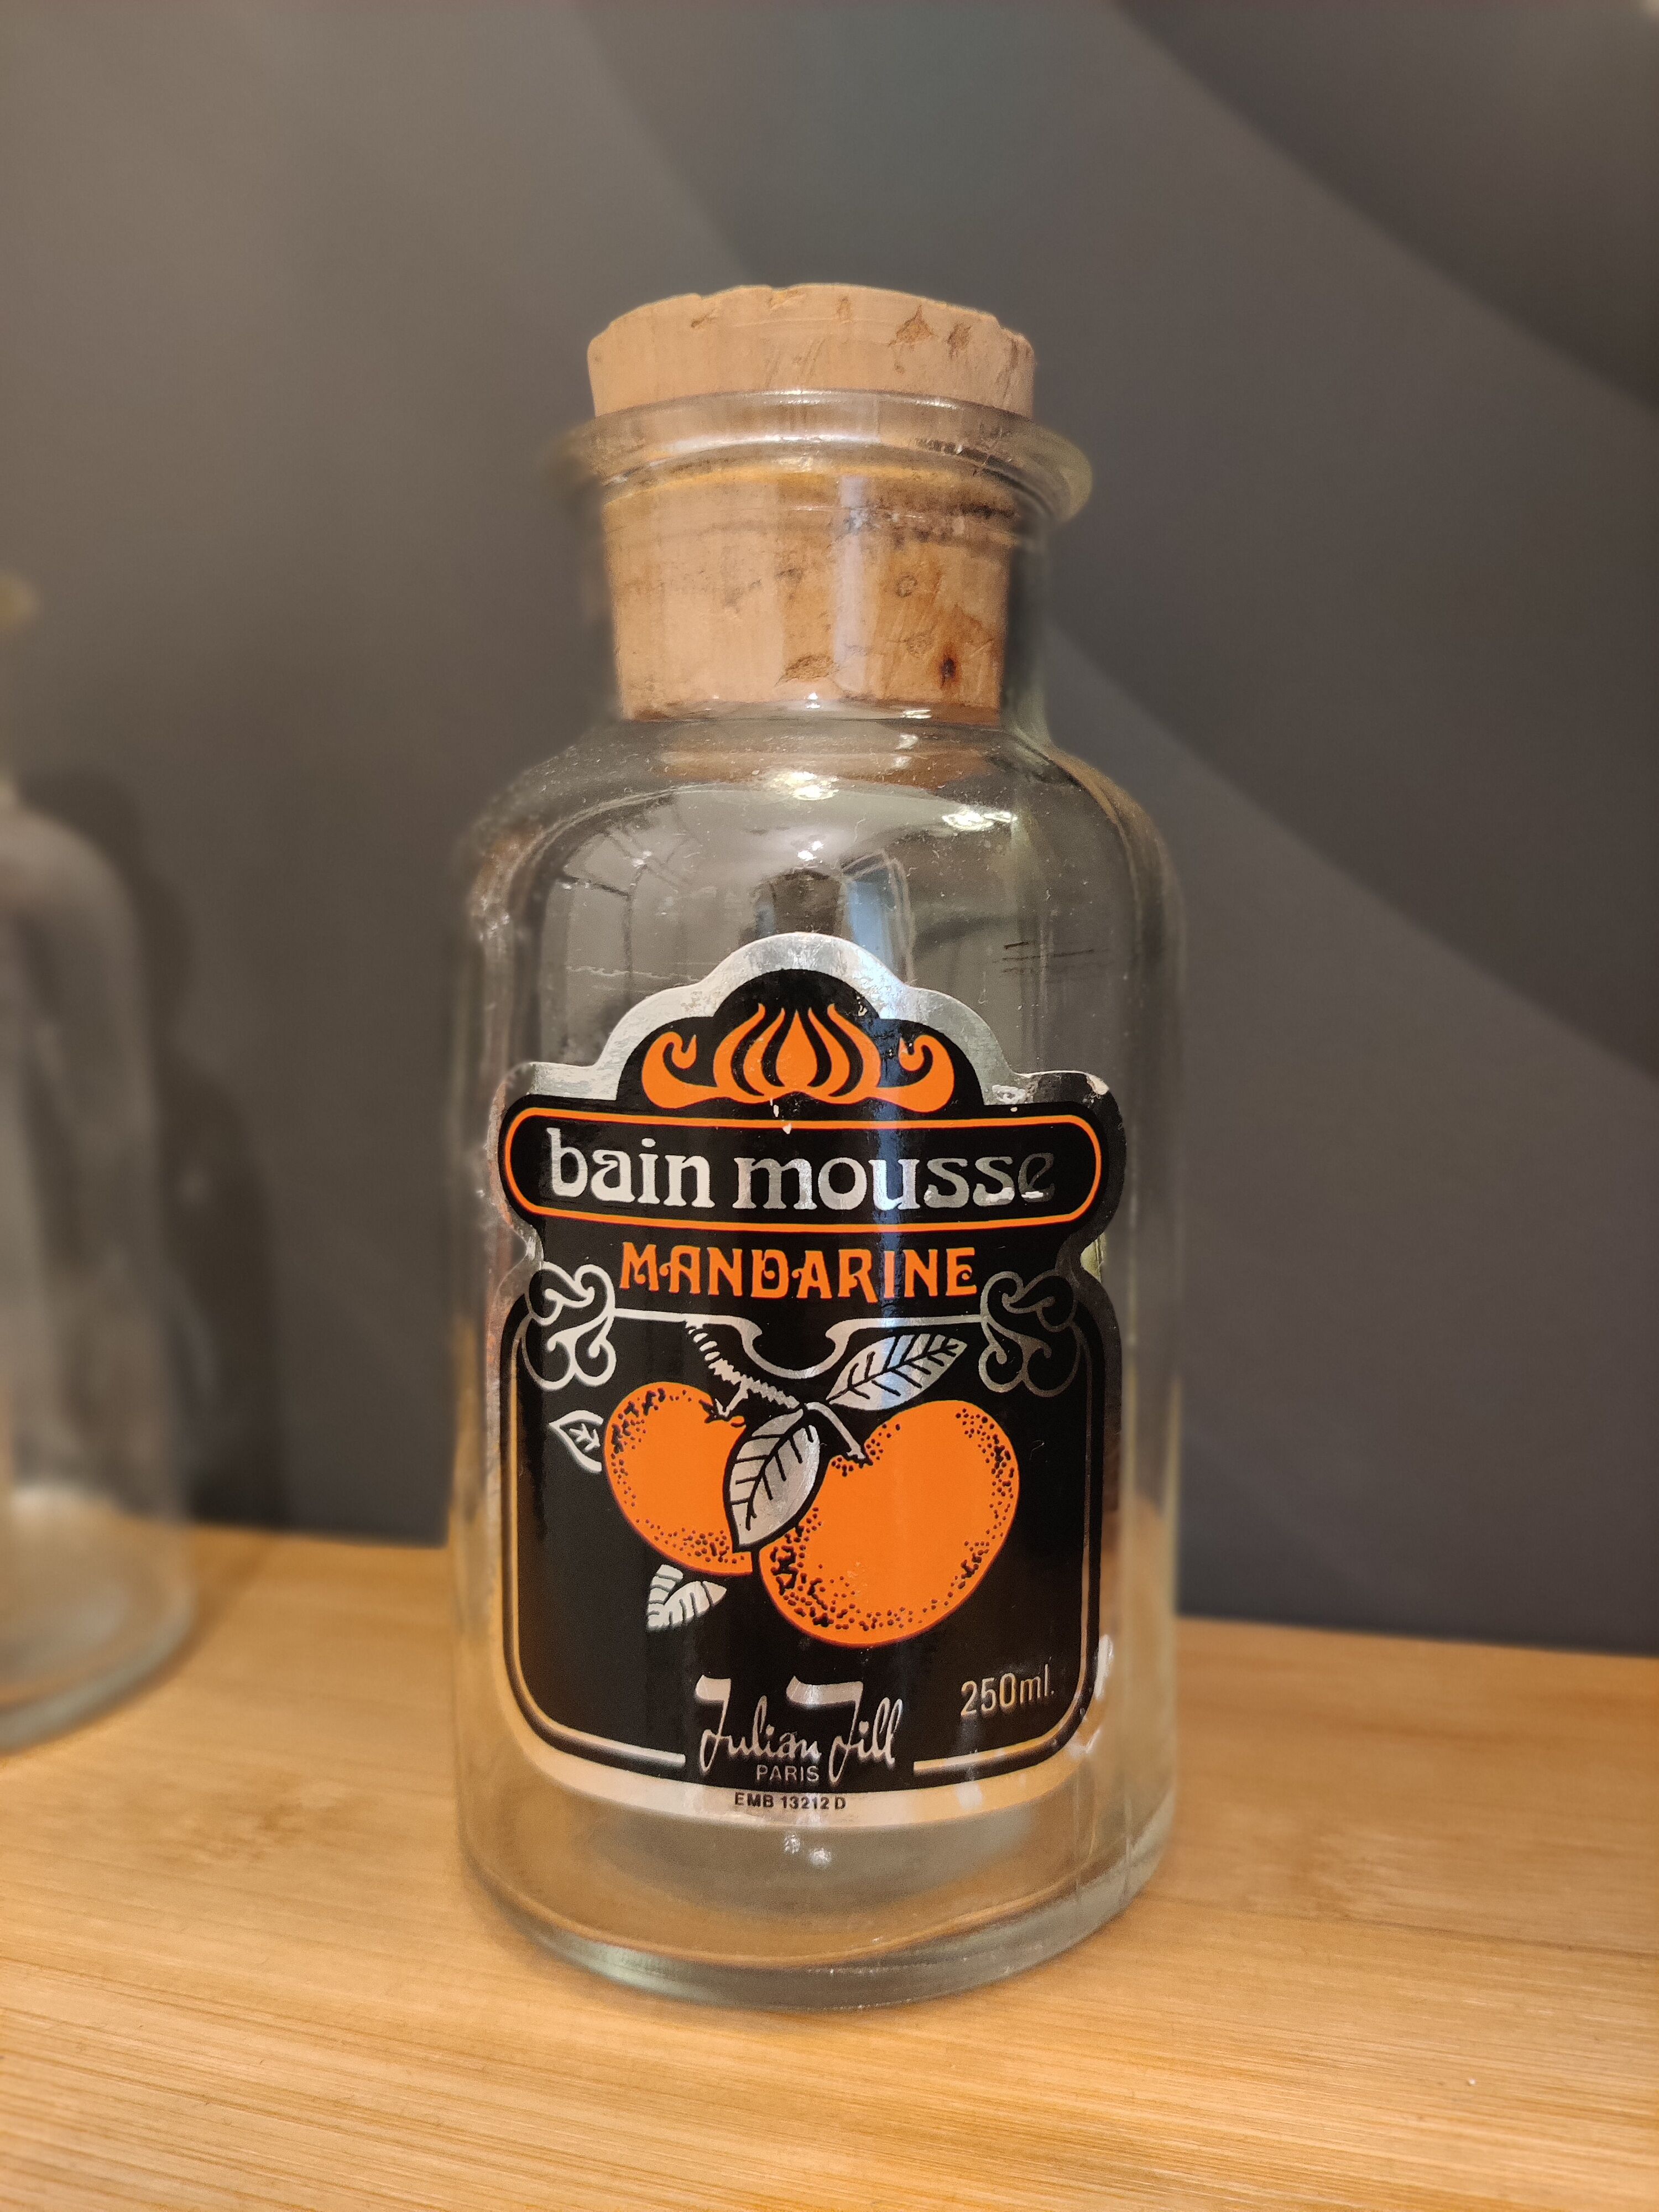 bain mousse
MANDARINE
250ml.
Julian Jill
PARIS
EMB 13212 D